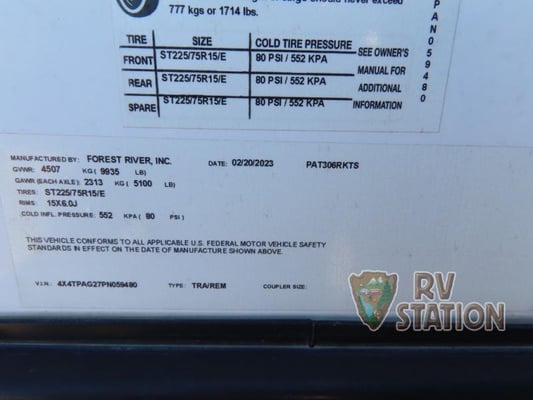 should never exceed
777 kgs or 1714 lbs.
TIRE SIZE COLD TIRE PRESSURE SEE OWNER'S
FRONT ST225/75R15/E 80 PSI / 552 KPA MANUAL FOR
REAR ST225/75R15/E 80 PSI / 552 KPA ADDITIONAL
SPARE ST225/75R15/E 80 PSI / 552 KPA INFORMATION
PAN059480
MANUFACTURED BY: FOREST RIVER, INC. DATE: 02/20/2023 PAT306RKTS
GVWR: 4507 KG ( 9935 LB)
GAWR (EACH AXLE): 2313 KG ( 5100 LB)
TIRES: ST225/75R15/E
RIMS: 15X6.0J
COLD INFL. PRESSURE: 552 KPA ( 80 PSI)
THIS VEHICLE CONFORMS TO ALL APPLICABLE U.S. FEDERAL MOTOR VEHICLE SAFETY
STANDARDS IN EFFECT ON THE DATE OF MANUFACTURE SHOWN ABOVE.
V.I.N.: 4X4TPAG27PN059480 TYPE: TRA/REM COUPLER SIZE:
RV
STATION